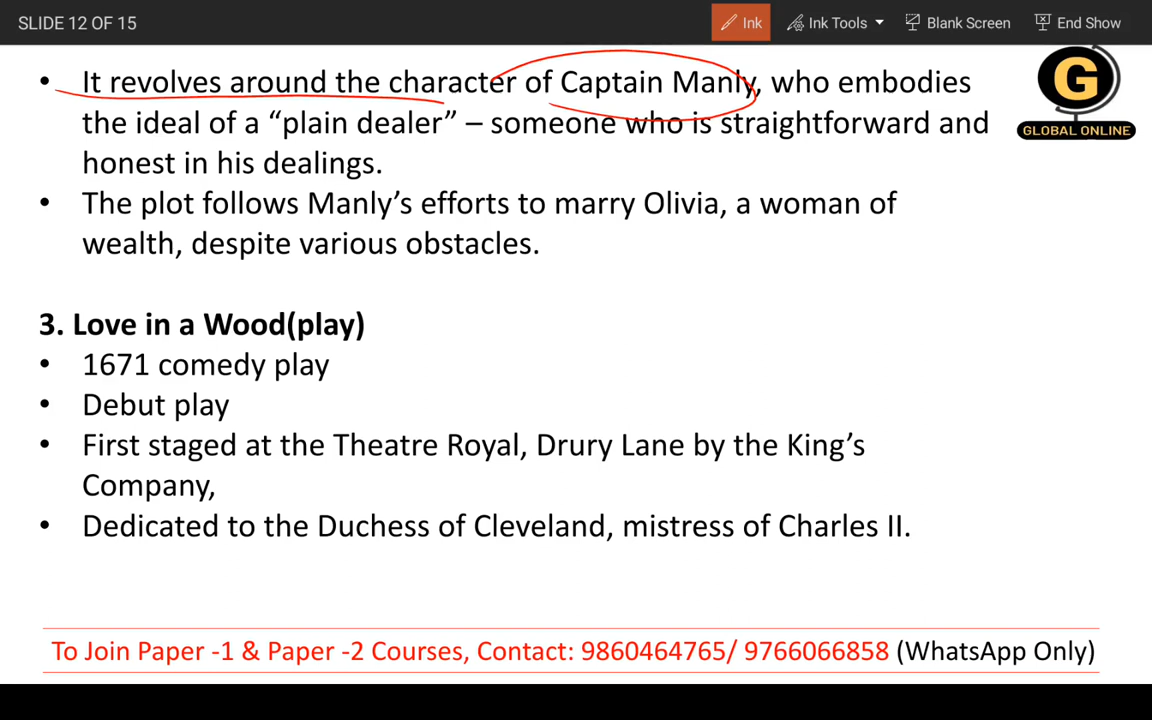 SLIDE 12 OF 15
Ink
Ink Tools
Blank Screen
End Show
• It revolves around the character of Captain Manly, who embodies
the ideal of a “plain dealer” – someone who is straightforward and
honest in his dealings.
• The plot follows Manly’s efforts to marry Olivia, a woman of
wealth, despite various obstacles.
G
GLOBAL ONLINE
3. Love in a Wood(play)
• 1671 comedy play
• Debut play
• First staged at the Theatre Royal, Drury Lane by the King’s
Company,
• Dedicated to the Duchess of Cleveland, mistress of Charles II.
To Join Paper -1 & Paper -2 Courses, Contact: 9860464765/ 9766066858 (WhatsApp Only)